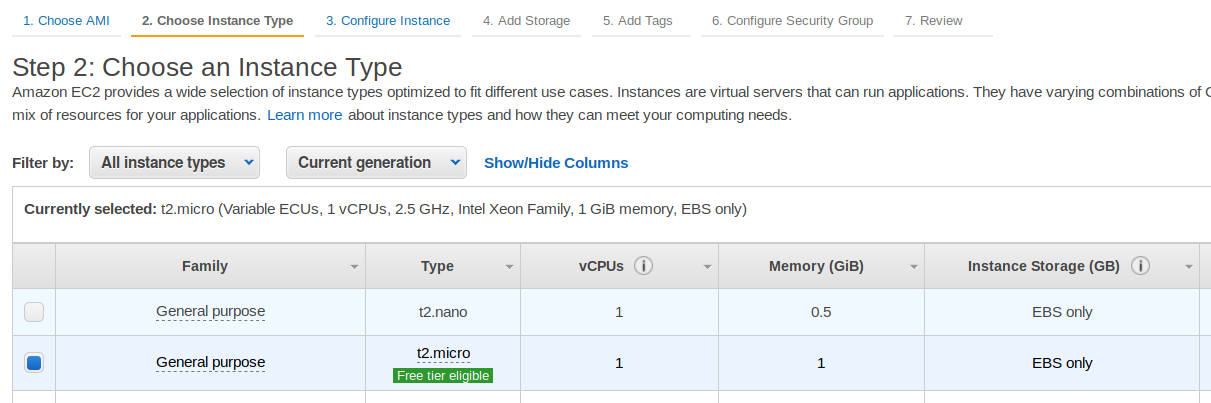 1. Choose AMI 2. Choose Instance Type 3. Configure Instance 4. Add Storage 5. Add Tags 6. Configure Security Group 7. Review
Step 2: Choose an Instance Type
Amazon EC2 provides a wide selection of instance types optimized to fit different use cases. Instances are virtual servers that can run applications. They have varying combinations of
mix of resources for your applications. Learn more about instance types and how they can meet your computing needs.
Filter by: All instance types Current generation Show/Hide Columns
Currently selected: t2.micro (Variable ECUs, 1 vCPUs, 2.5 GHz, Intel Xeon Family, 1 GiB memory, EBS only)
Family Type vCPUs Memory (GiB) Instance Storage (GB)
General purpose t2.nano 1 0.5 EBS only
General purpose t2.micro 1 1 EBS only
Free tier eligible